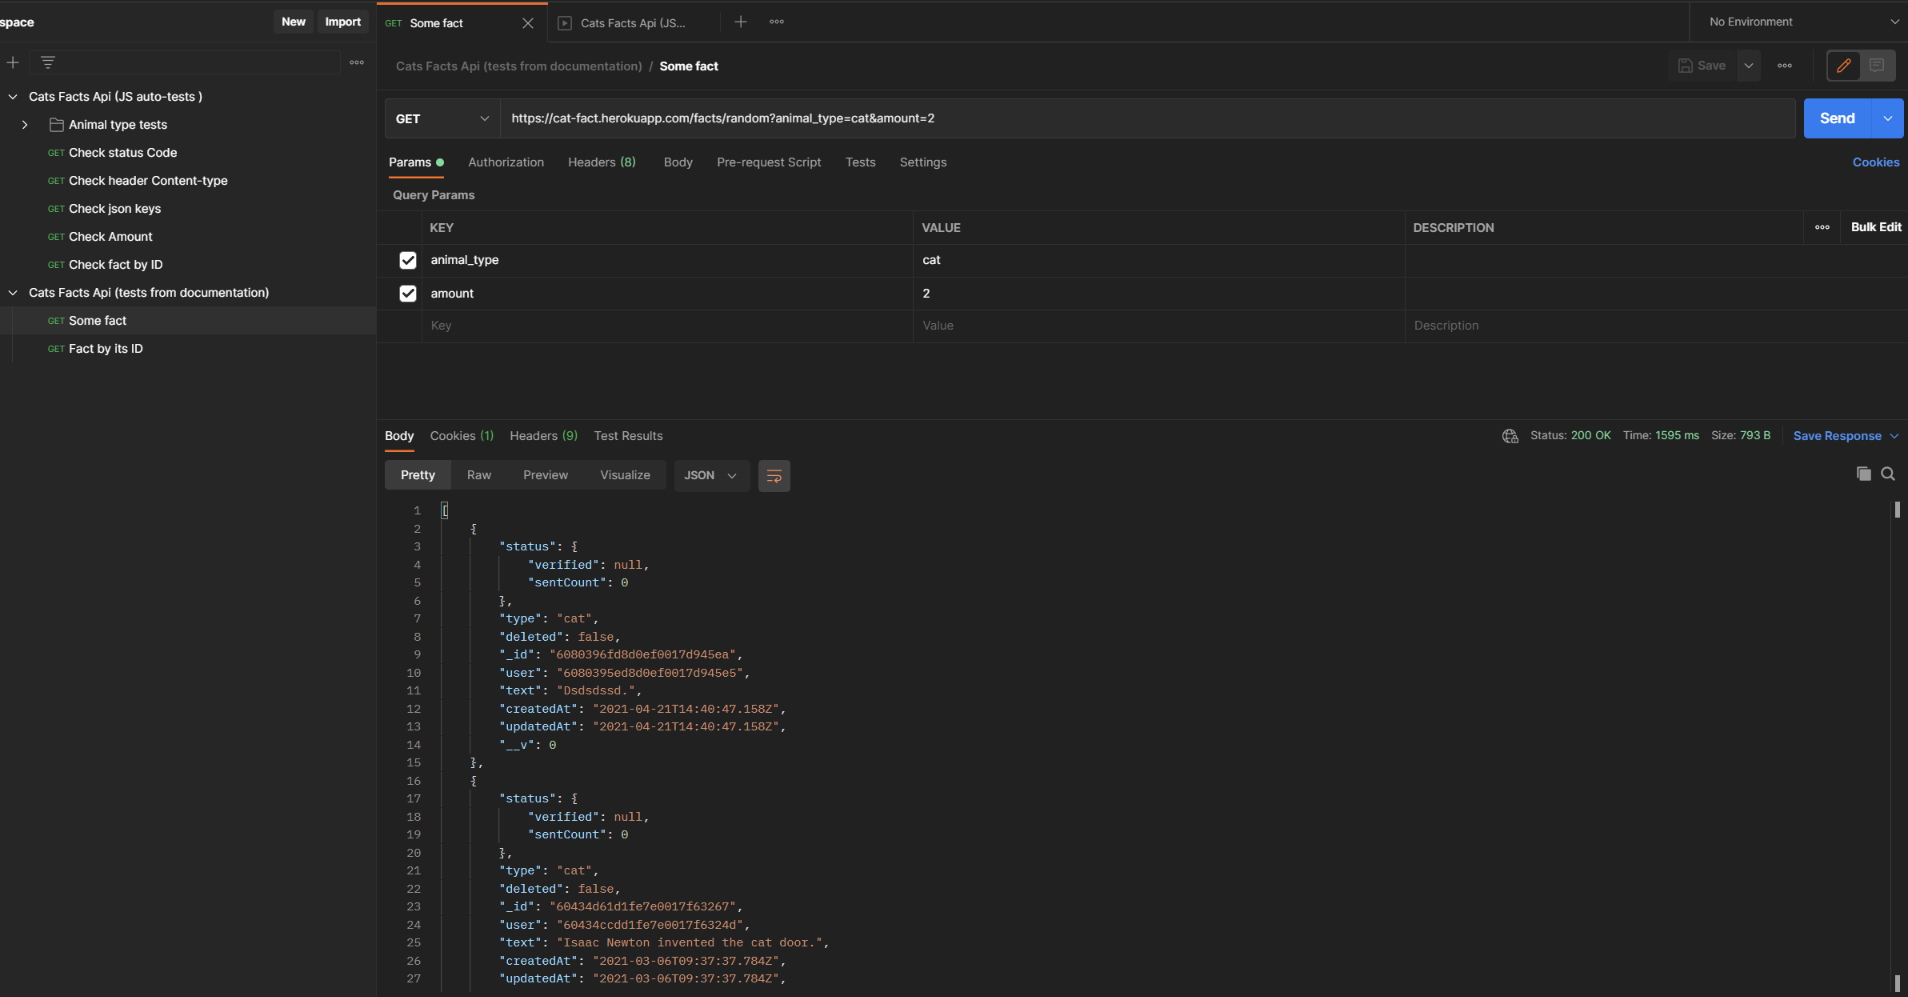 space
New
Import
GET Some fact
Cats Facts Api (JS...
No Environment
Cats Facts Api (tests from documentation) / Some fact
Save
Cats Facts Api (JS auto-tests )
Animal type tests
GET Check status Code
GET Check header Content-type
GET Check json keys
GET Check Amount
GET Check fact by ID
Cats Facts Api (tests from documentation)
GET Some fact
GET Fact by its ID
GET
https://cat-fact.herokuapp.com/facts/random?animal_type=cat&amount=2
Send
Params Authorization Headers (8) Body Pre-request Script Tests Settings
Cookies
Query Params
KEY VALUE DESCRIPTION
Bulk Edit
animal_type cat
amount 2
Key Value Description
Body Cookies (1) Headers (9) Test Results
Status: 200 OK Time: 1595 ms Size: 793 B
Save Response
Pretty Raw Preview Visualize JSON
1 [
2 {
3 "status": {
4 "verified": null,
5 "sentCount": 0
6 },
7 "type": "cat",
8 "deleted": false,
9 "_id": "6080396fd8d0ef0017d945ea",
10 "user": "6080395ed8d0ef0017d945e5",
11 "text": "Dsdsdssd.",
12 "createdAt": "2021-04-21T14:40:47.158Z",
13 "updatedAt": "2021-04-21T14:40:47.158Z",
14 "__v": 0
15 },
16 {
17 "status": {
18 "verified": null,
19 "sentCount": 0
20 },
21 "type": "cat",
22 "deleted": false,
23 "_id": "60434d61d1fe7e0017f63267",
24 "user": "60434ccdd1fe7e0017f6324d",
25 "text": "Isaac Newton invented the cat door.",
26 "createdAt": "2021-03-06T09:37:37.784Z",
27 "updatedAt": "2021-03-06T09:37:37.784Z",